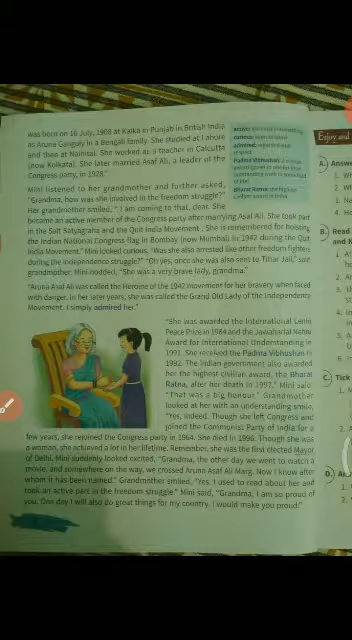 was born on 16 July, 1909 at Kalka in Punjab in British India
as Aruna Ganguly in a Bengali family. She studied at Lahore
and then at Nainital. She worked as a teacher in Calcutta
(now Kolkata). She later married Asaf Ali, a leader of the
Congress party, in 1928."
Mini listened to her grandmother and further asked,
"Grandma, how was she involved in the freedom struggle?"
Her grandmother smiled, "I am coming to that, dear. She
became an active member of the Congress party after marrying Asaf Ali. She took part
in the Salt Satyagraha and the Quit India Movement. She is remembered for hoisting
the Indian National Congress flag in Bombay (now Mumbai) in 1942 during the Quit
India Movement." Mini looked curious, "Was she also arrested like other freedom fighters
during the independence struggle?" "Oh yes, once she was also sent to Tihar Jail," said
grandmother. Mini nodded, "She was a very brave lady, grandma."
"Aruna Asaf Ali was called the Heroine of the 1942 movement for her bravery when faced
with danger. In her later years, she was called the Grand Old Lady of the Independency
Movement. I simply admired her."
"She was awarded the International Lenin
Peace Prize in 1964 and the Jawaharlal Nehru
Award for International Understanding in
1991. She received the Padma Vibhushan in
1992. The Indian government also awarded
her the highest civilian award, the Bharat
Ratna, after her death in 1997." Mini said,
"That was a big honour." Grandmother
looked at her with an understanding smile,
"Yes, indeed. Though she left Congress and
joined the Communist Party of India for a
few years, she rejoined the Congress party in 1964. She died in 1996. Though she was
a woman, she achieved a lot in her lifetime. Remember, she was the first elected Mayor
of Delhi. Mini suddenly looked excited, "Grandma, the other day we went to watch a
movie, and somewhere on the way, we crossed Aruna Asaf Ali Marg. Now I know after
whom it has been named." Grandmother smiled, "Yes, I used to read about her and
took an active part in the freedom struggle." Mini said, "Grandma, I am so proud of
you. One day I will also do great things for my country. I would make you proud!"
curious:
admired:
respect
Padma Vibhushan:
Bharat Ratna: the highest
civilian award in India
Enjoy and
A. Answe
B. Read
C. Tick
D.